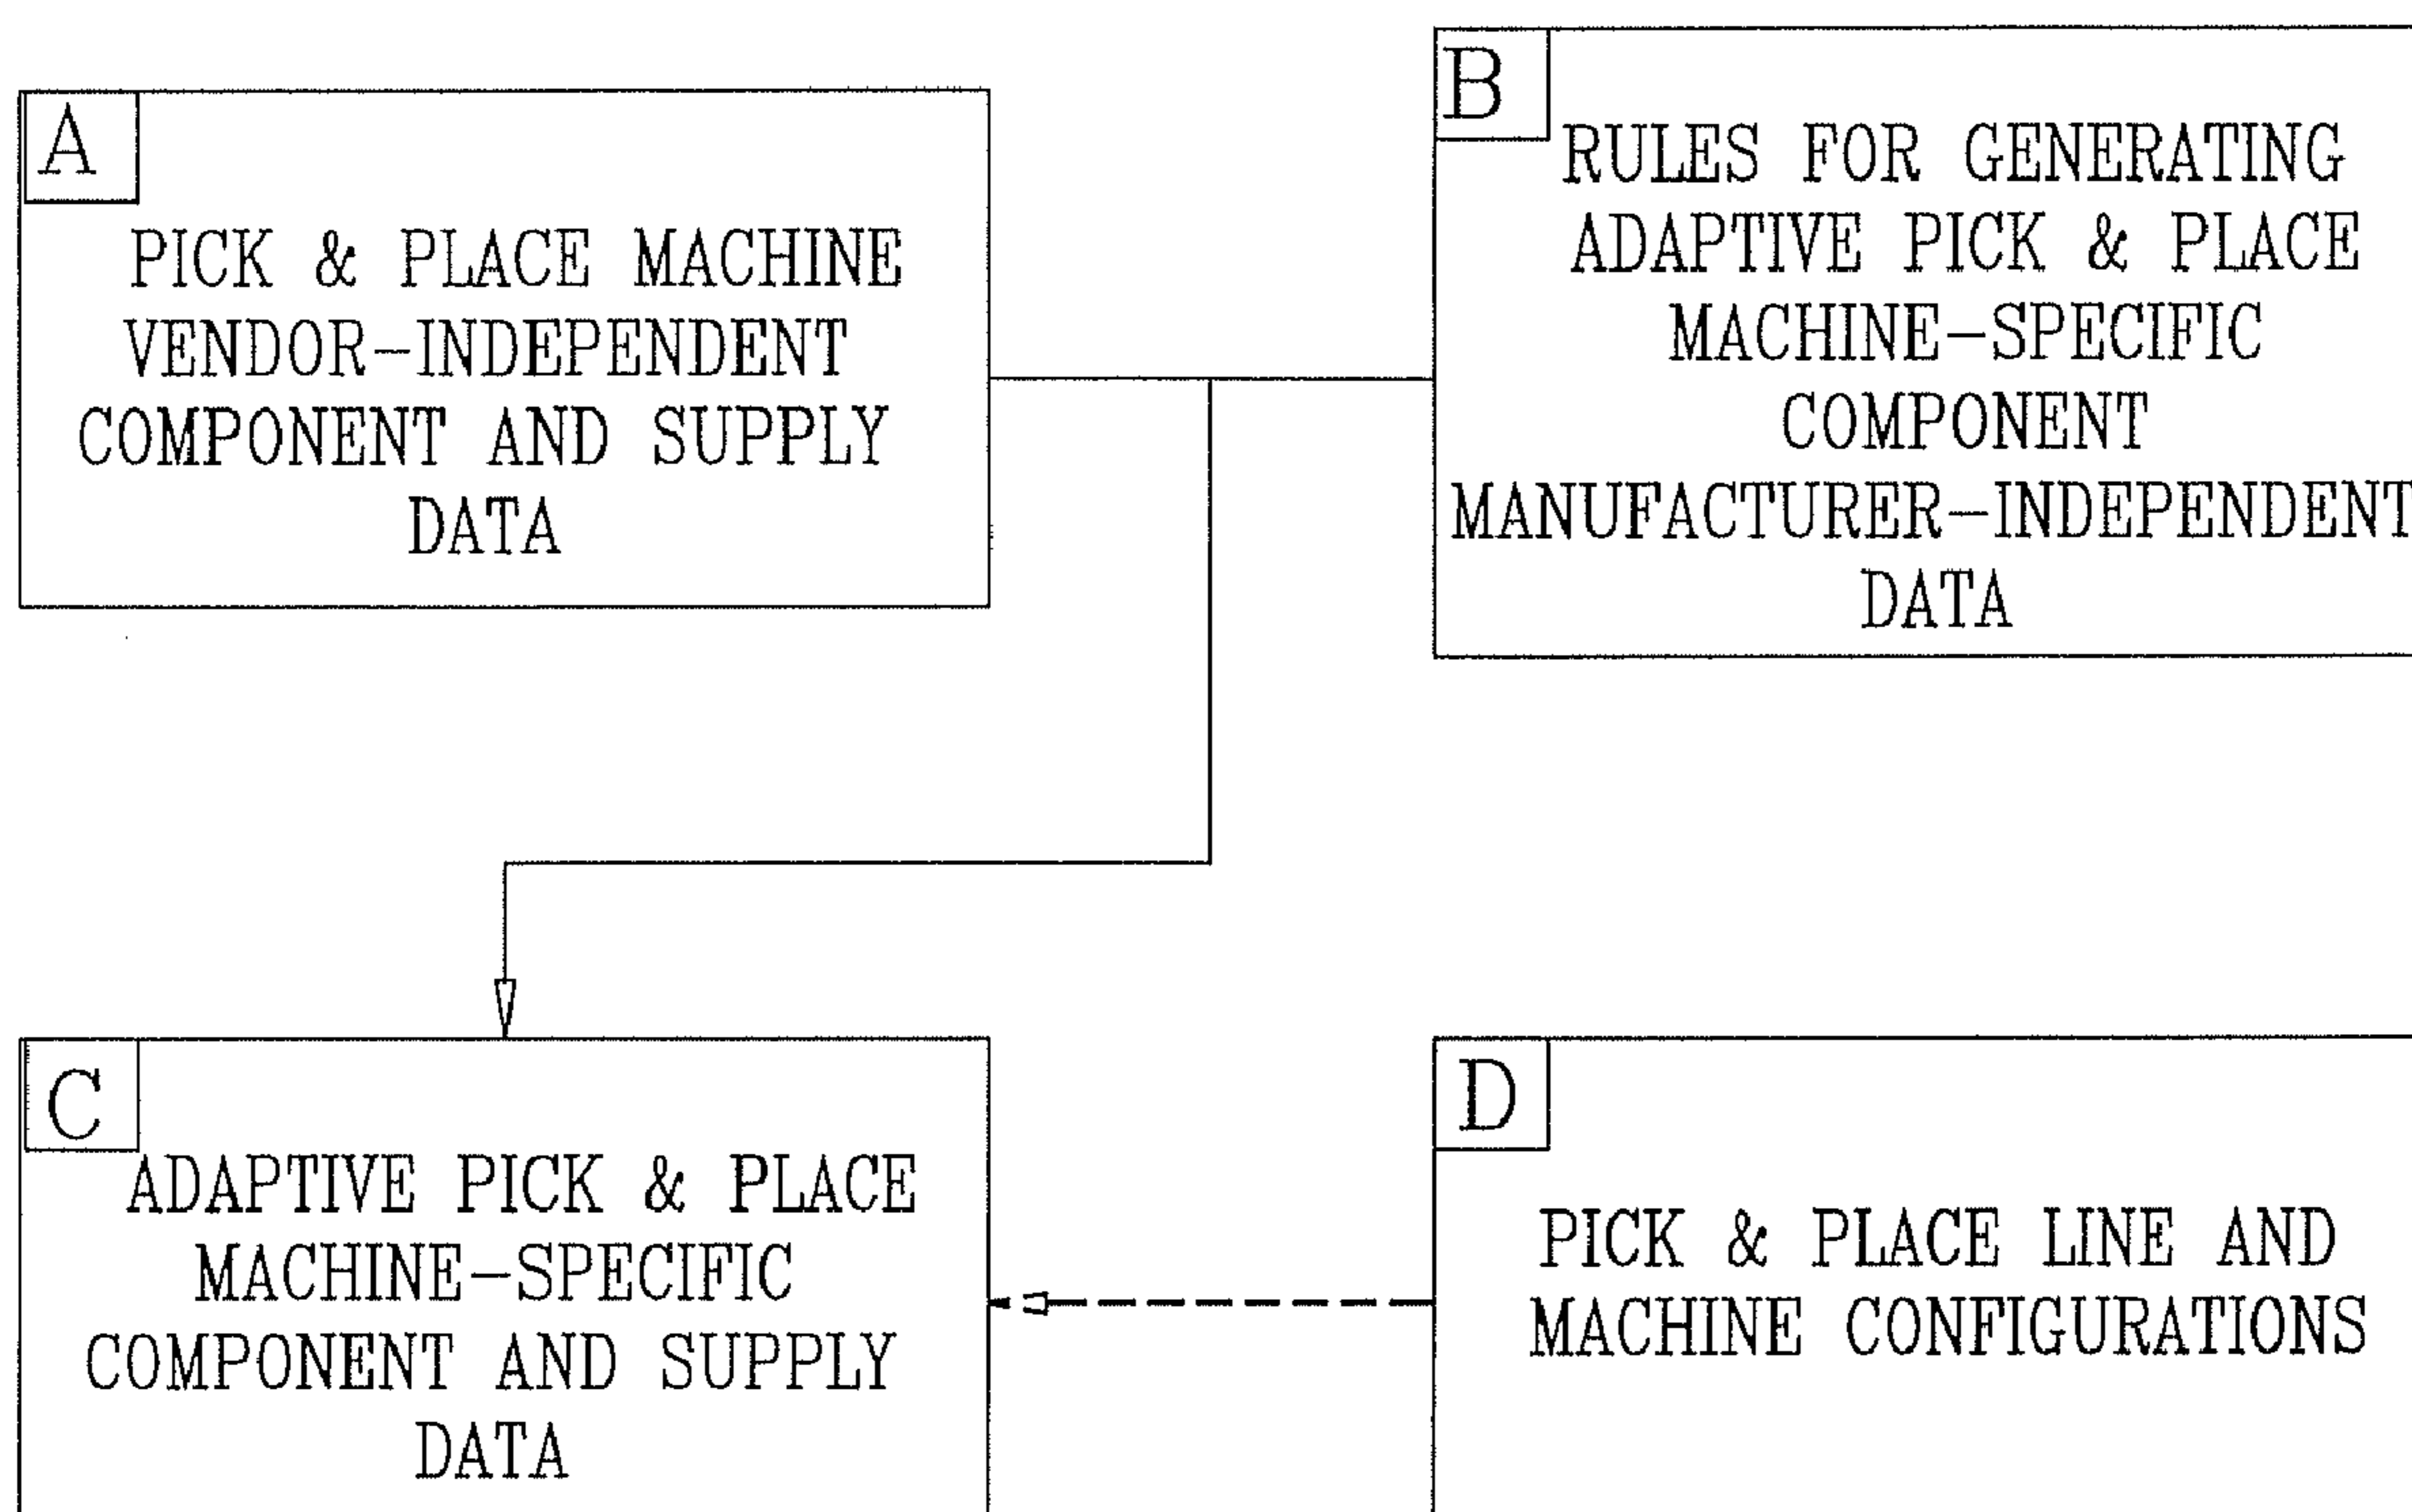 A
PICK & PLACE MACHINE
VENDOR-INDEPENDENT
COMPONENT AND SUPPLY
DATA
B
RULES FOR GENERATING
ADAPTIVE PICK & PLACE
MACHINE-SPECIFIC
COMPONENT
MANUFACTURER-INDEPENDENT
DATA
C
ADAPTIVE PICK & PLACE
MACHINE-SPECIFIC
COMPONENT AND SUPPLY
DATA
D
PICK & PLACE LINE AND
MACHINE CONFIGURATIONS